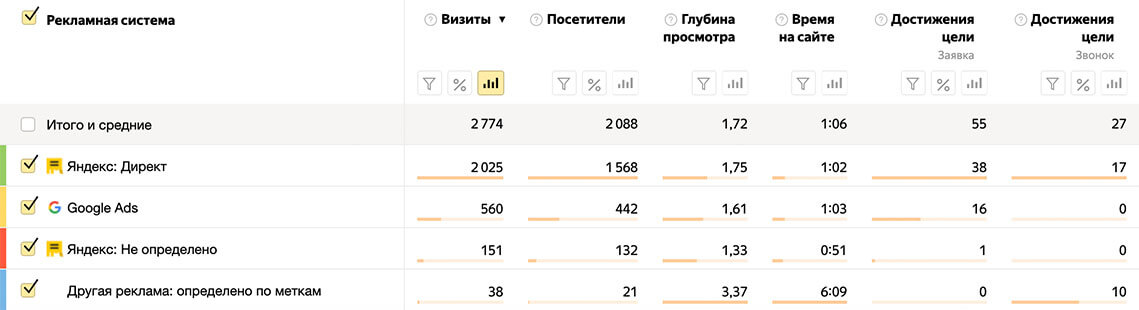 Рекламная система ? Визиты ▼ ? Посетители ? Глубина просмотра ? Время на сайте ? Достижения цели Заявка ? Достижения цели Звонок
% % % %
Итого и средние 2 774 2 088 1,72 1:06 55 27
Яндекс: Директ 2 025 1 568 1,75 1:02 38 17
G Google Ads 560 442 1,61 1:03 16 0
Яндекс: Не определено 151 132 1,33 0:51 1 0
Другая реклама: определено по меткам 38 21 3,37 6:09 0 10